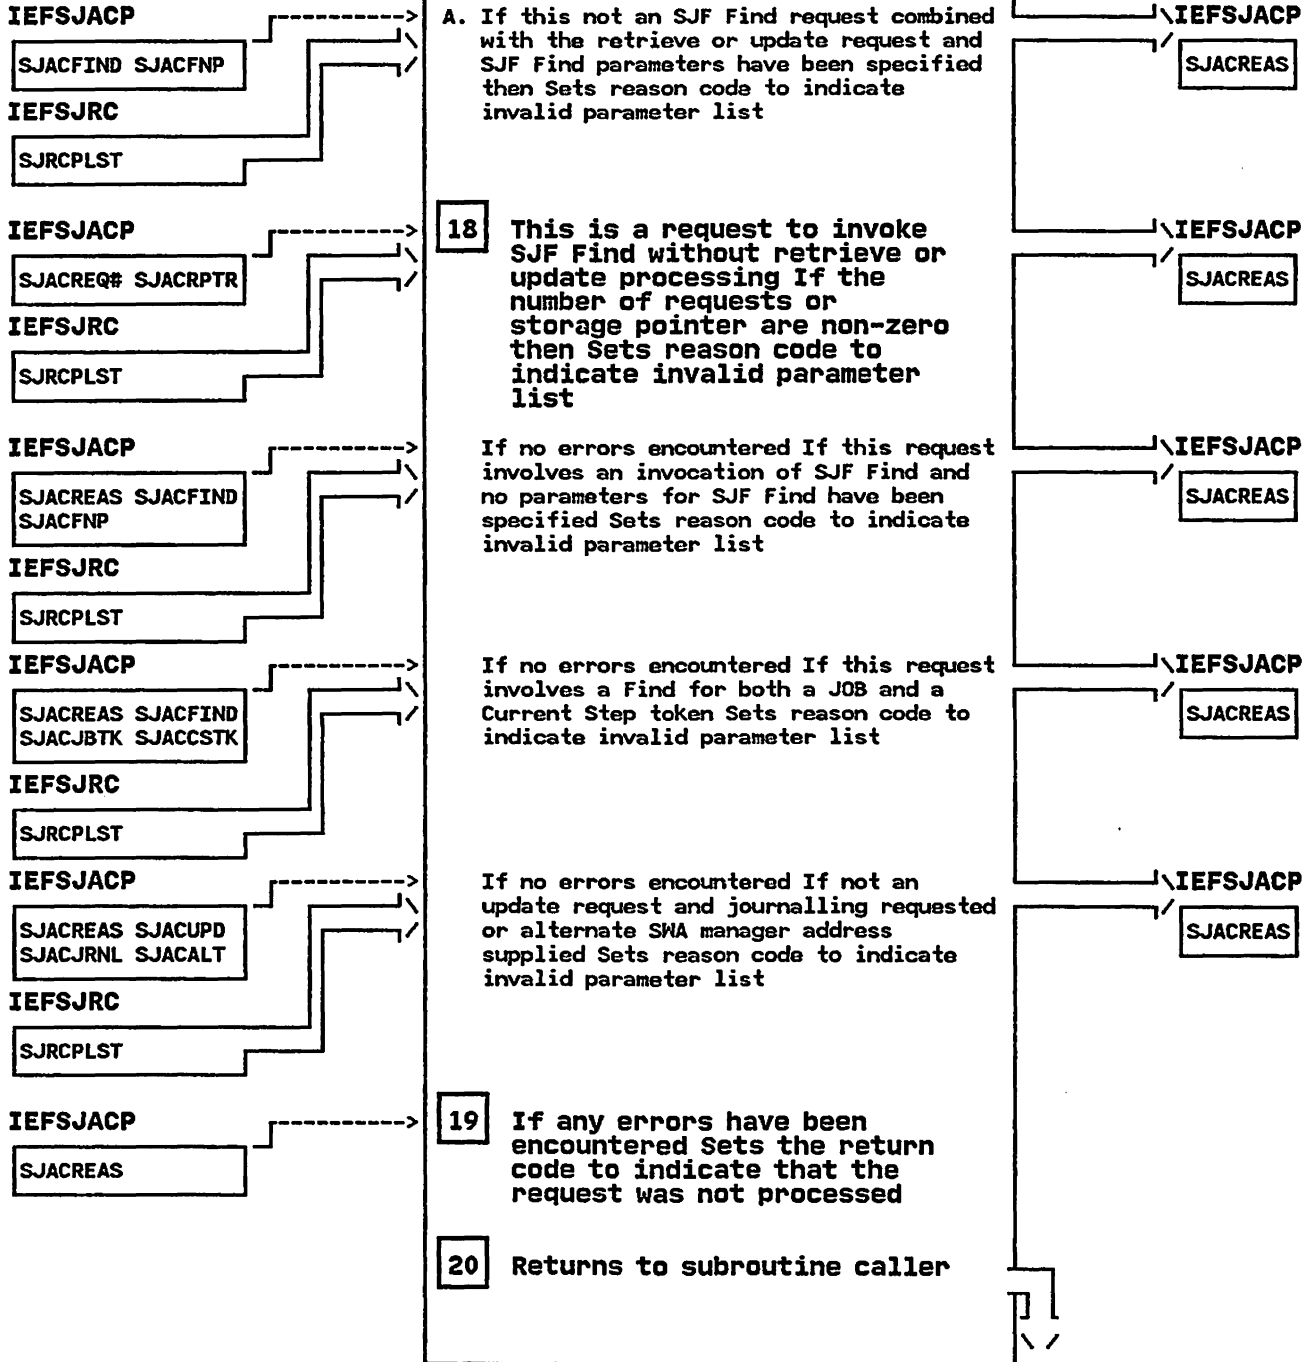 IEFSJACP
SJACFIND SJACFNP
IEFSJRC
SJRCPLST
A. If this not an SJF Find request combined
with the retrieve or update request and
SJF Find parameters have been specified
then Sets reason code to indicate
invalid parameter list
IEFSJACP
SJACREAS
IEFSJACP
SJACREQ# SJACRPTR
IEFSJRC
SJRCPLST
18 This is a request to invoke
SJF Find without retrieve or
update processing If the
number of requests or
storage pointer are non-zero
then Sets reason code to
indicate invalid parameter
list
IEFSJACP
SJACREAS
IEFSJACP
SJACREAS SJACFIND
SJACFNP
IEFSJRC
SJRCPLST
If no errors encountered If this request
involves an invocation of SJF Find and
no parameters for SJF Find have been
specified Sets reason code to indicate
invalid parameter list
IEFSJACP
SJACREAS
IEFSJACP
SJACREAS SJACFIND
SJACJBTK SJACCSTK
IEFSJRC
SJRCPLST
If no errors encountered If this request
involves a Find for both a JOB and a
Current Step token Sets reason code to
indicate invalid parameter list
IEFSJACP
SJACREAS
IEFSJACP
SJACREAS SJACUPD
SJACJRNL SJACALT
IEFSJRC
SJRCPLST
If no errors encountered If not an
update request and journalling requested
or alternate SWA manager address
supplied Sets reason code to indicate
invalid parameter list
IEFSJACP
SJACREAS
IEFSJACP
SJACREAS
19 If any errors have been
encountered Sets the return
code to indicate that the
request was not processed
20 Returns to subroutine caller